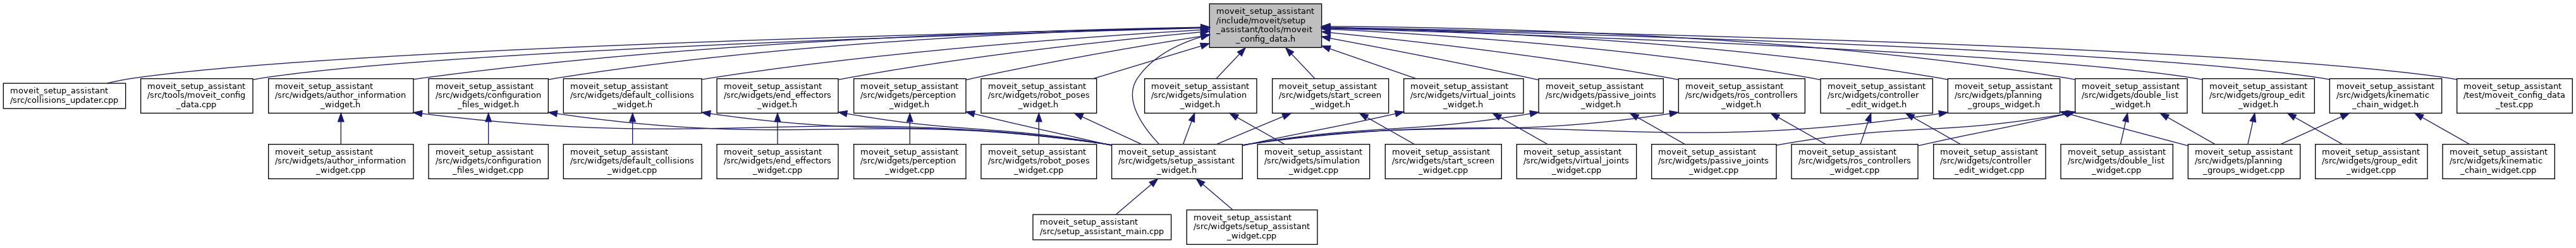 moveit_setup_assistant
/include/moveit/setup
_assistant/tools/moveit
_config_data.h
moveit_setup_assistant
/src/collisions_updater.cpp
moveit_setup_assistant
/src/tools/moveit_config
_data.cpp
moveit_setup_assistant
/src/widgets/author_information
_widget.h
moveit_setup_assistant
/src/widgets/configuration
_files_widget.h
moveit_setup_assistant
/src/widgets/default_collisions
_widget.h
moveit_setup_assistant
/src/widgets/end_effectors
_widget.h
moveit_setup_assistant
/src/widgets/perception
_widget.h
moveit_setup_assistant
/src/widgets/robot_poses
_widget.h
moveit_setup_assistant
/src/widgets/simulation
_widget.h
moveit_setup_assistant
/src/widgets/start_screen
_widget.h
moveit_setup_assistant
/src/widgets/virtual_joints
_widget.h
moveit_setup_assistant
/src/widgets/passive_joints
_widget.h
moveit_setup_assistant
/src/widgets/ros_controllers
_widget.h
moveit_setup_assistant
/src/widgets/controller
_edit_widget.h
moveit_setup_assistant
/src/widgets/planning
_groups_widget.h
moveit_setup_assistant
/src/widgets/double_list
_widget.h
moveit_setup_assistant
/src/widgets/group_edit
_widget.h
moveit_setup_assistant
/src/widgets/kinematic
_chain_widget.h
moveit_setup_assistant
/test/moveit_config_data
_test.cpp
moveit_setup_assistant
/src/widgets/author_information
_widget.cpp
moveit_setup_assistant
/src/widgets/configuration
_files_widget.cpp
moveit_setup_assistant
/src/widgets/default_collisions
_widget.cpp
moveit_setup_assistant
/src/widgets/end_effectors
_widget.cpp
moveit_setup_assistant
/src/widgets/perception
_widget.cpp
moveit_setup_assistant
/src/widgets/robot_poses
_widget.cpp
moveit_setup_assistant
/src/widgets/setup_assistant
_widget.h
moveit_setup_assistant
/src/widgets/simulation
_widget.cpp
moveit_setup_assistant
/src/widgets/start_screen
_widget.cpp
moveit_setup_assistant
/src/widgets/virtual_joints
_widget.cpp
moveit_setup_assistant
/src/widgets/passive_joints
_widget.cpp
moveit_setup_assistant
/src/widgets/ros_controllers
_widget.cpp
moveit_setup_assistant
/src/widgets/controller
_edit_widget.cpp
moveit_setup_assistant
/src/widgets/double_list
_widget.cpp
moveit_setup_assistant
/src/widgets/planning
_groups_widget.cpp
moveit_setup_assistant
/src/widgets/group_edit
_widget.cpp
moveit_setup_assistant
/src/widgets/kinematic
_chain_widget.cpp
moveit_setup_assistant
/src/setup_assistant_main.cpp
moveit_setup_assistant
/src/widgets/setup_assistant
_widget.cpp